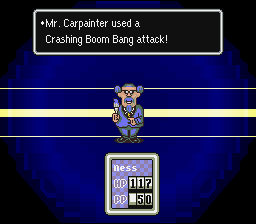 •Mr. Carpainter used a
Crashing Boom Bang attack!
Ness
HP 117
PP 50